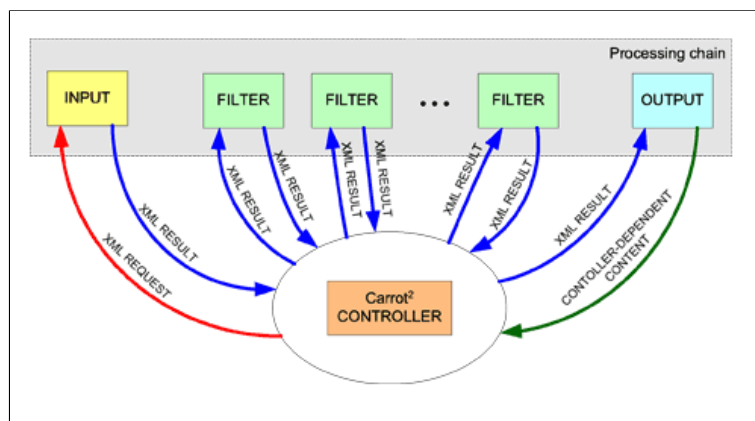 Processing chain
INPUT
FILTER
FILTER
• • •
FILTER
OUTPUT
XML REQUEST
XML RESULT
XML RESULT
XML RESULT
XML RESULT
XML RESULT
XML RESULT
XML RESULT
XML RESULT
CONTOLLER-DEPENDENT
CONTENT
Carrot²
CONTROLLER